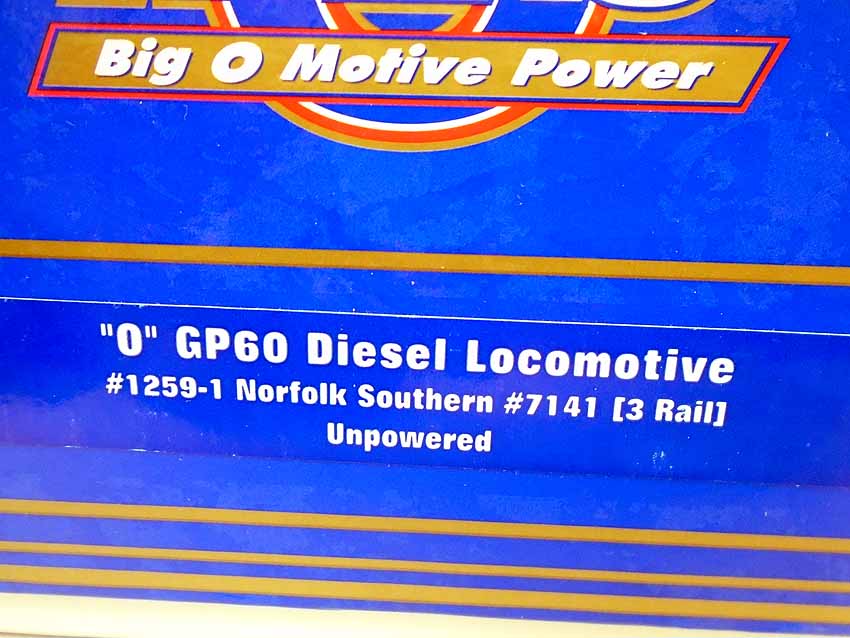 Big O Motive Power
"O" GP60 Diesel Locomotive
#1259-1 Norfolk Southern #7141 [3 Rail]
Unpowered